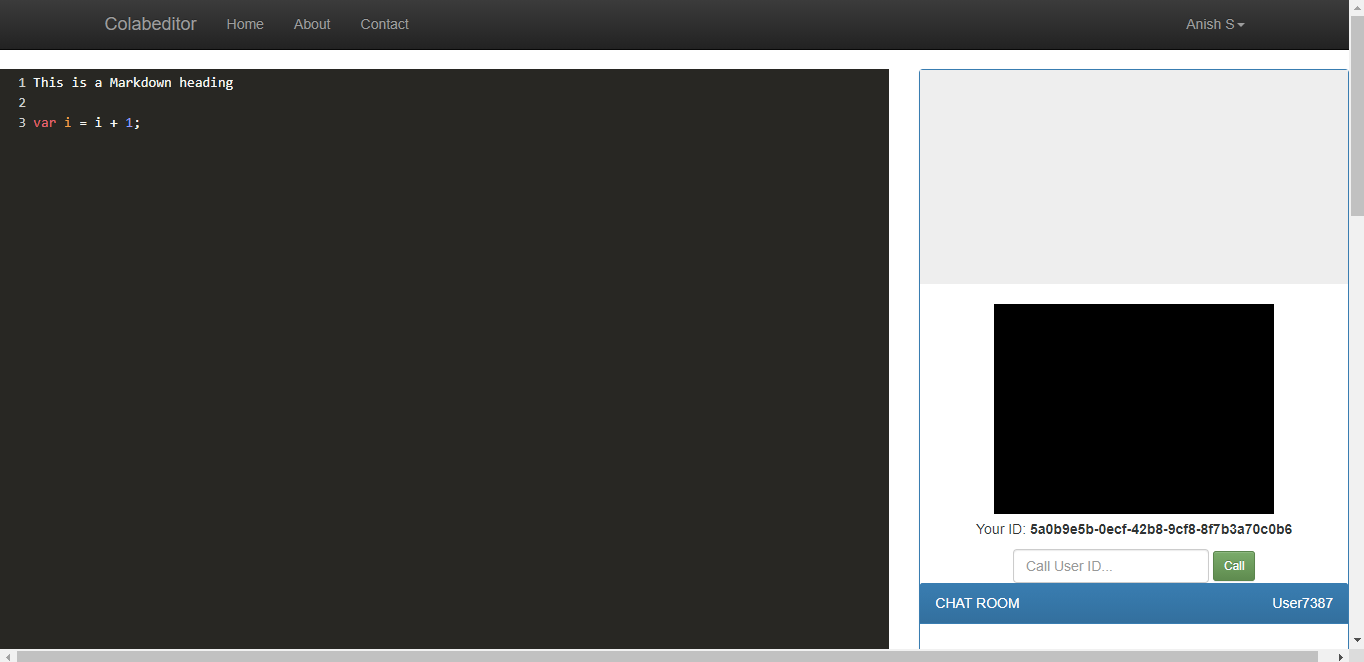 Colabeditor Home About Contact Anish S
1 This is a Markdown heading
2
3 var i = i + 1;
Your ID: 5a0b9e5b-0ecf-42b8-9cf8-8f7b3a70c0b6
Call User ID... Call
CHAT ROOM User7387